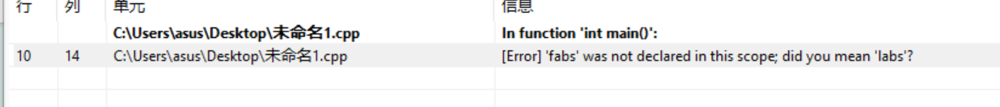 行 列 单元 信息
C:\Users\asus\Desktop\未命名1.cpp In function 'int main()':
10 14 C:\Users\asus\Desktop\未命名1.cpp [Error] 'fabs' was not declared in this scope; did you mean 'labs'?